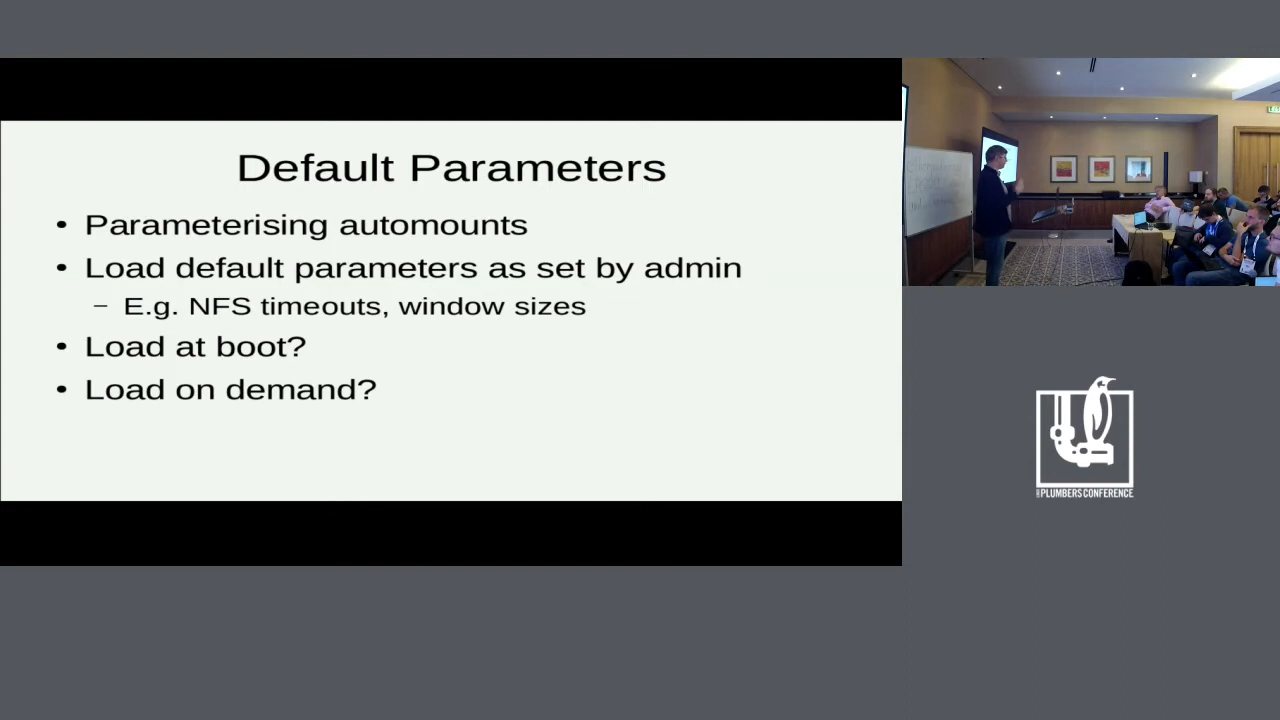 Default Parameters
• Parameterising automounts
• Load default parameters as set by admin
– E.g. NFS timeouts, window sizes
• Load at boot?
• Load on demand?
PLUMBERS CONFERENCE